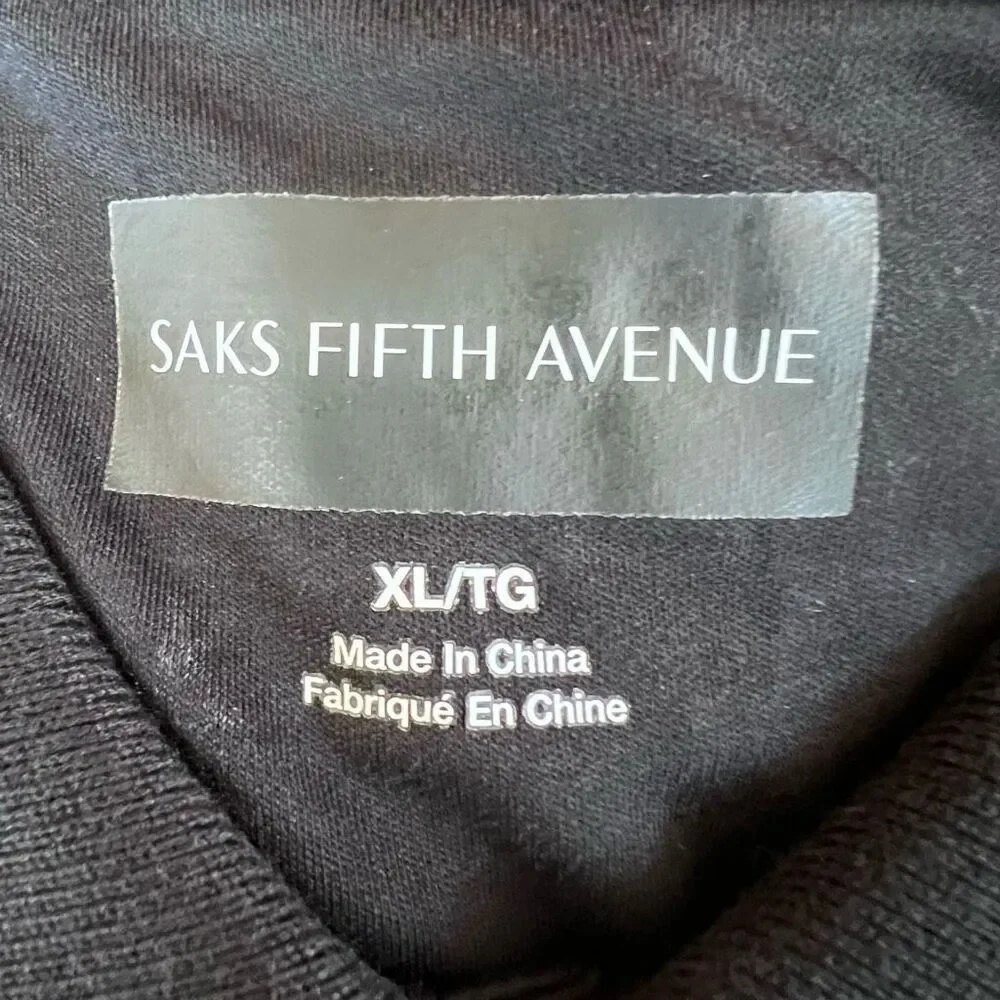 SAKS FIFTH AVENUE
XL/TG
Made In China
Fabriqué En Chine